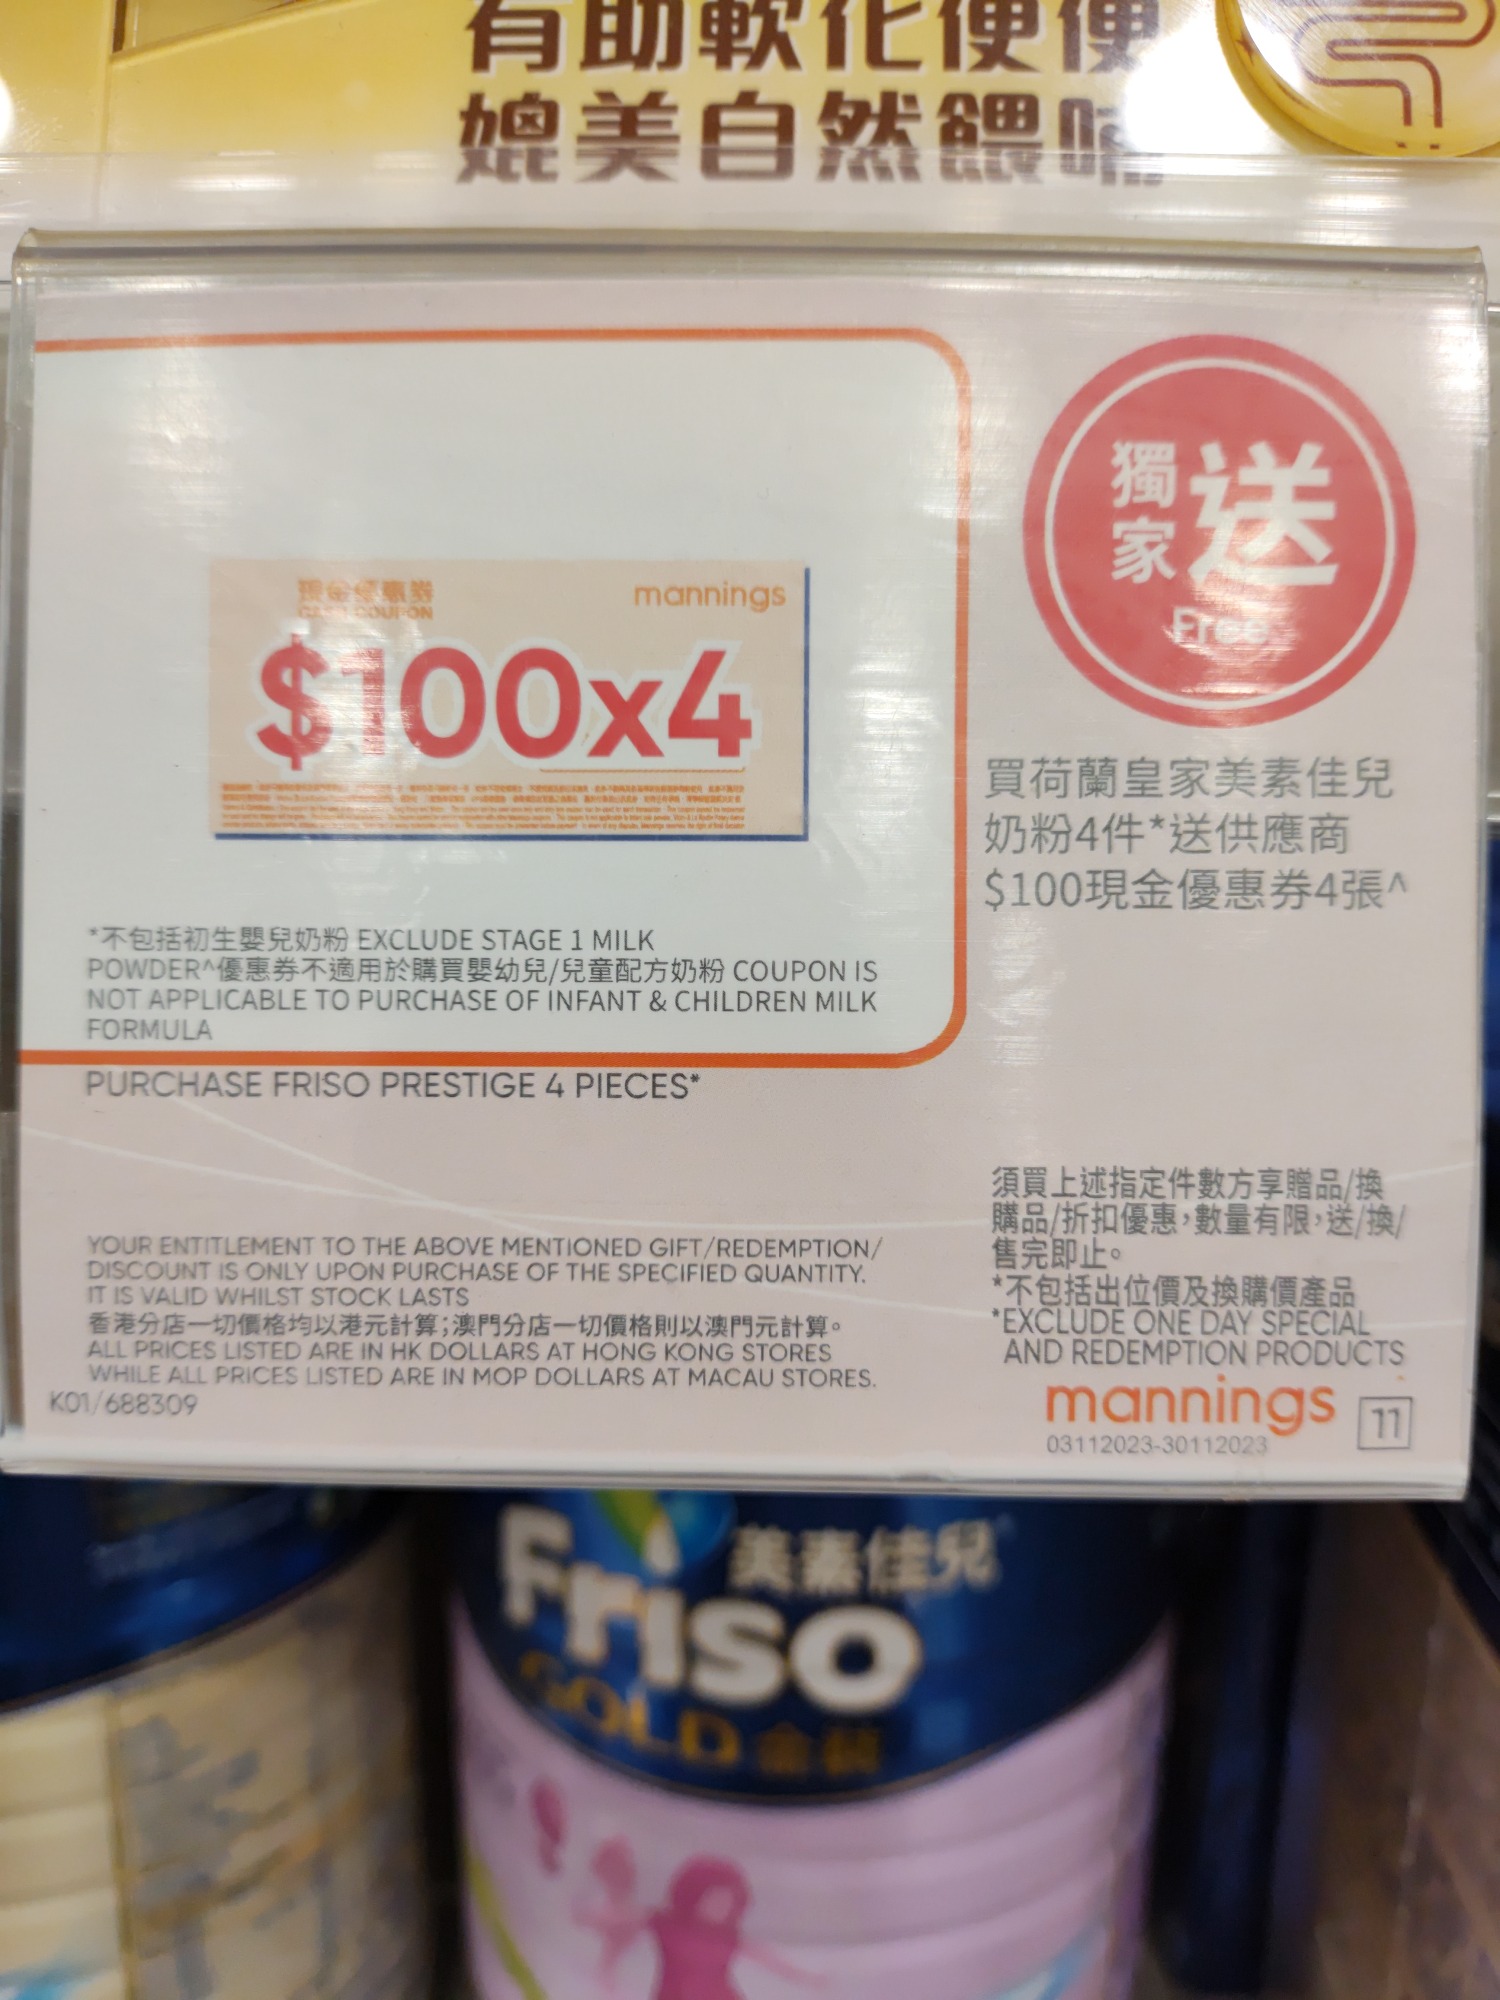 有助軟化便便
媲美自然餵哺
現金優惠券
CASH COUPON
mannings
$100x4
獨家送
Free
買荷蘭皇家美素佳兒
奶粉4件*送供應商
$100現金優惠券4張^
*不包括初生嬰兒奶粉 EXCLUDE STAGE 1 MILK
POWDER^優惠券不適用於購買嬰幼兒/兒童配方奶粉 COUPON IS
NOT APPLICABLE TO PURCHASE OF INFANT & CHILDREN MILK
FORMULA
PURCHASE FRISO PRESTIGE 4 PIECES*
YOUR ENTITLEMENT TO THE ABOVE MENTIONED GIFT/REDEMPTION/
DISCOUNT IS ONLY UPON PURCHASE OF THE SPECIFIED QUANTITY.
IT IS VALID WHILST STOCK LASTS
香港分店一切價格均以港元計算;澳門分店一切價格則以澳門元計算。
ALL PRICES LISTED ARE IN HK DOLLARS AT HONG KONG STORES
WHILE ALL PRICES LISTED ARE IN MOP DOLLARS AT MACAU STORES.
K01/688309
須買上述指定件數方享贈品/換
購品/折扣優惠,數量有限,送/換/
售完即止。
*不包括出位價及換購價產品
*EXCLUDE ONE DAY SPECIAL
AND REDEMPTION PRODUCTS
mannings
11
03112023-30112023
美素佳兒
Friso
GOLD 金裝